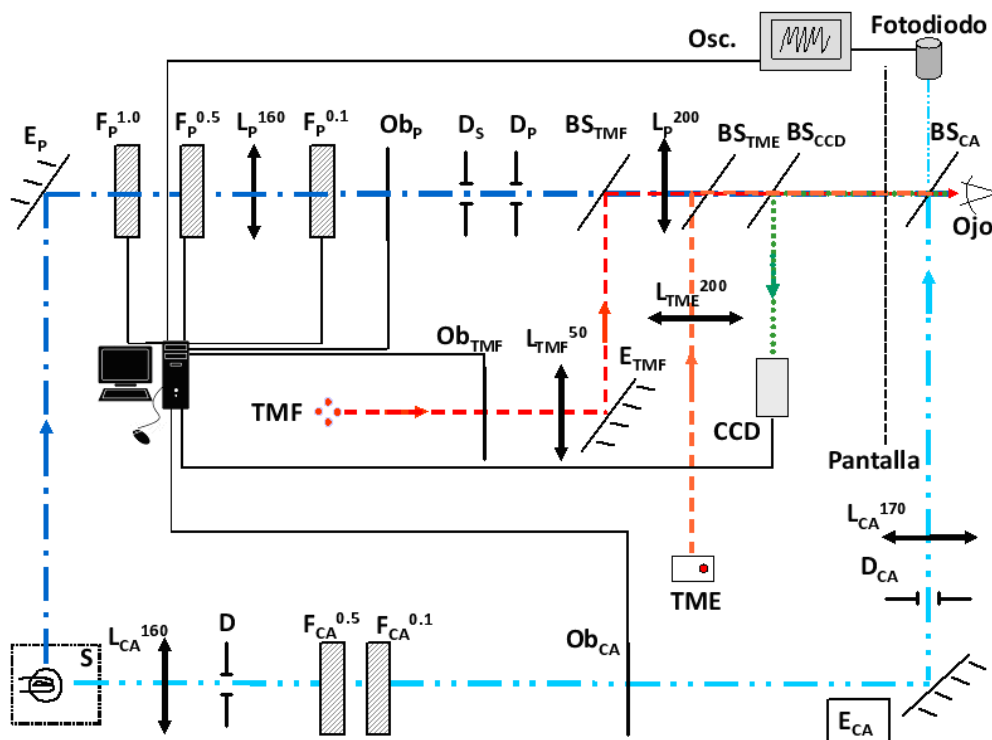 Osc.
Fotodiodo
E_P
F_P^1.0
F_P^0.5
L_P^160
F_P^0.1
Ob_P
D_S
D_P
BS_TMF
L_P^200
BS_TME
BS_CCD
BS_CA
Ojo
L_TME^200
Ob_TMF
L_TMF^50
E_TMF
TMF
CCD
Pantalla
L_CA^170
D_CA
TME
S
L_CA^160
D
F_CA^0.5
F_CA^0.1
Ob_CA
E_CA